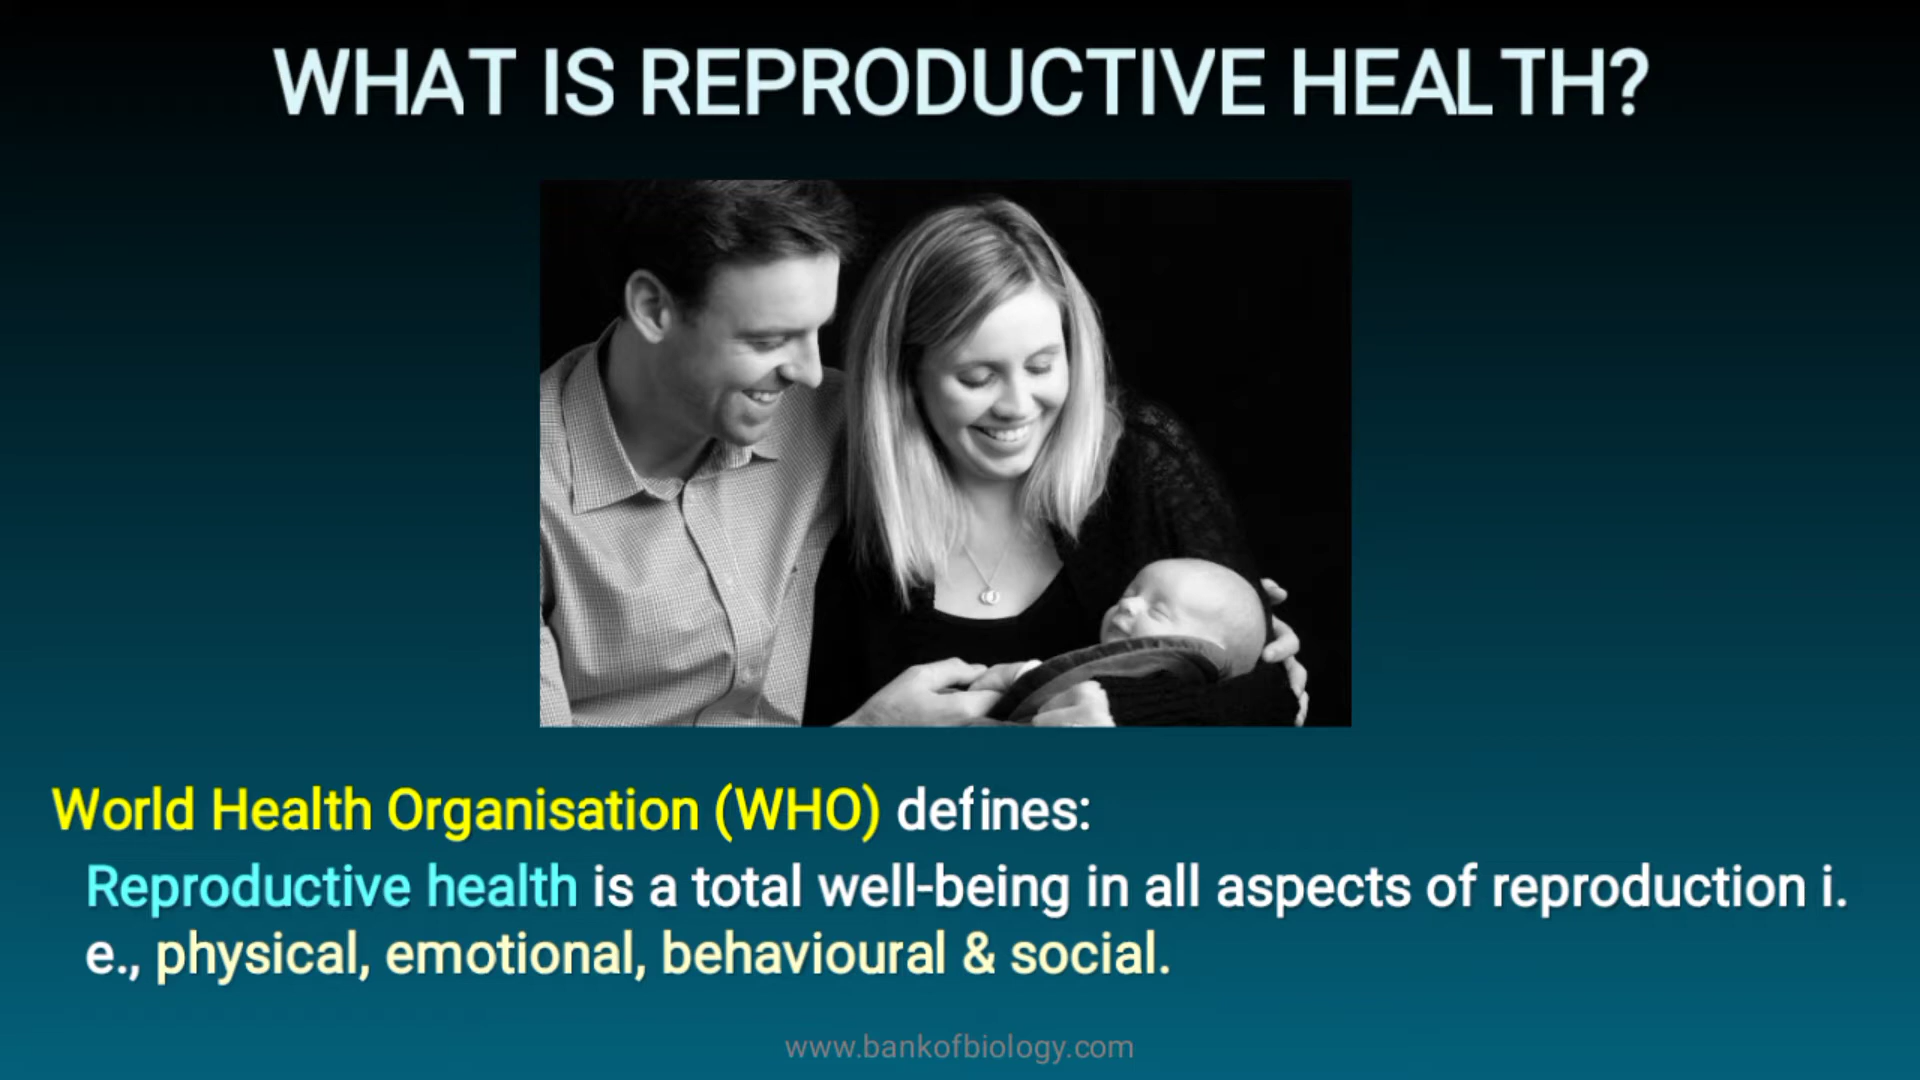 WHAT IS REPRODUCTIVE HEALTH?
World Health Organisation (WHO) defines:
Reproductive health is a total well-being in all aspects of reproduction i.
e., physical, emotional, behavioural & social.
www.bankofbiology.com